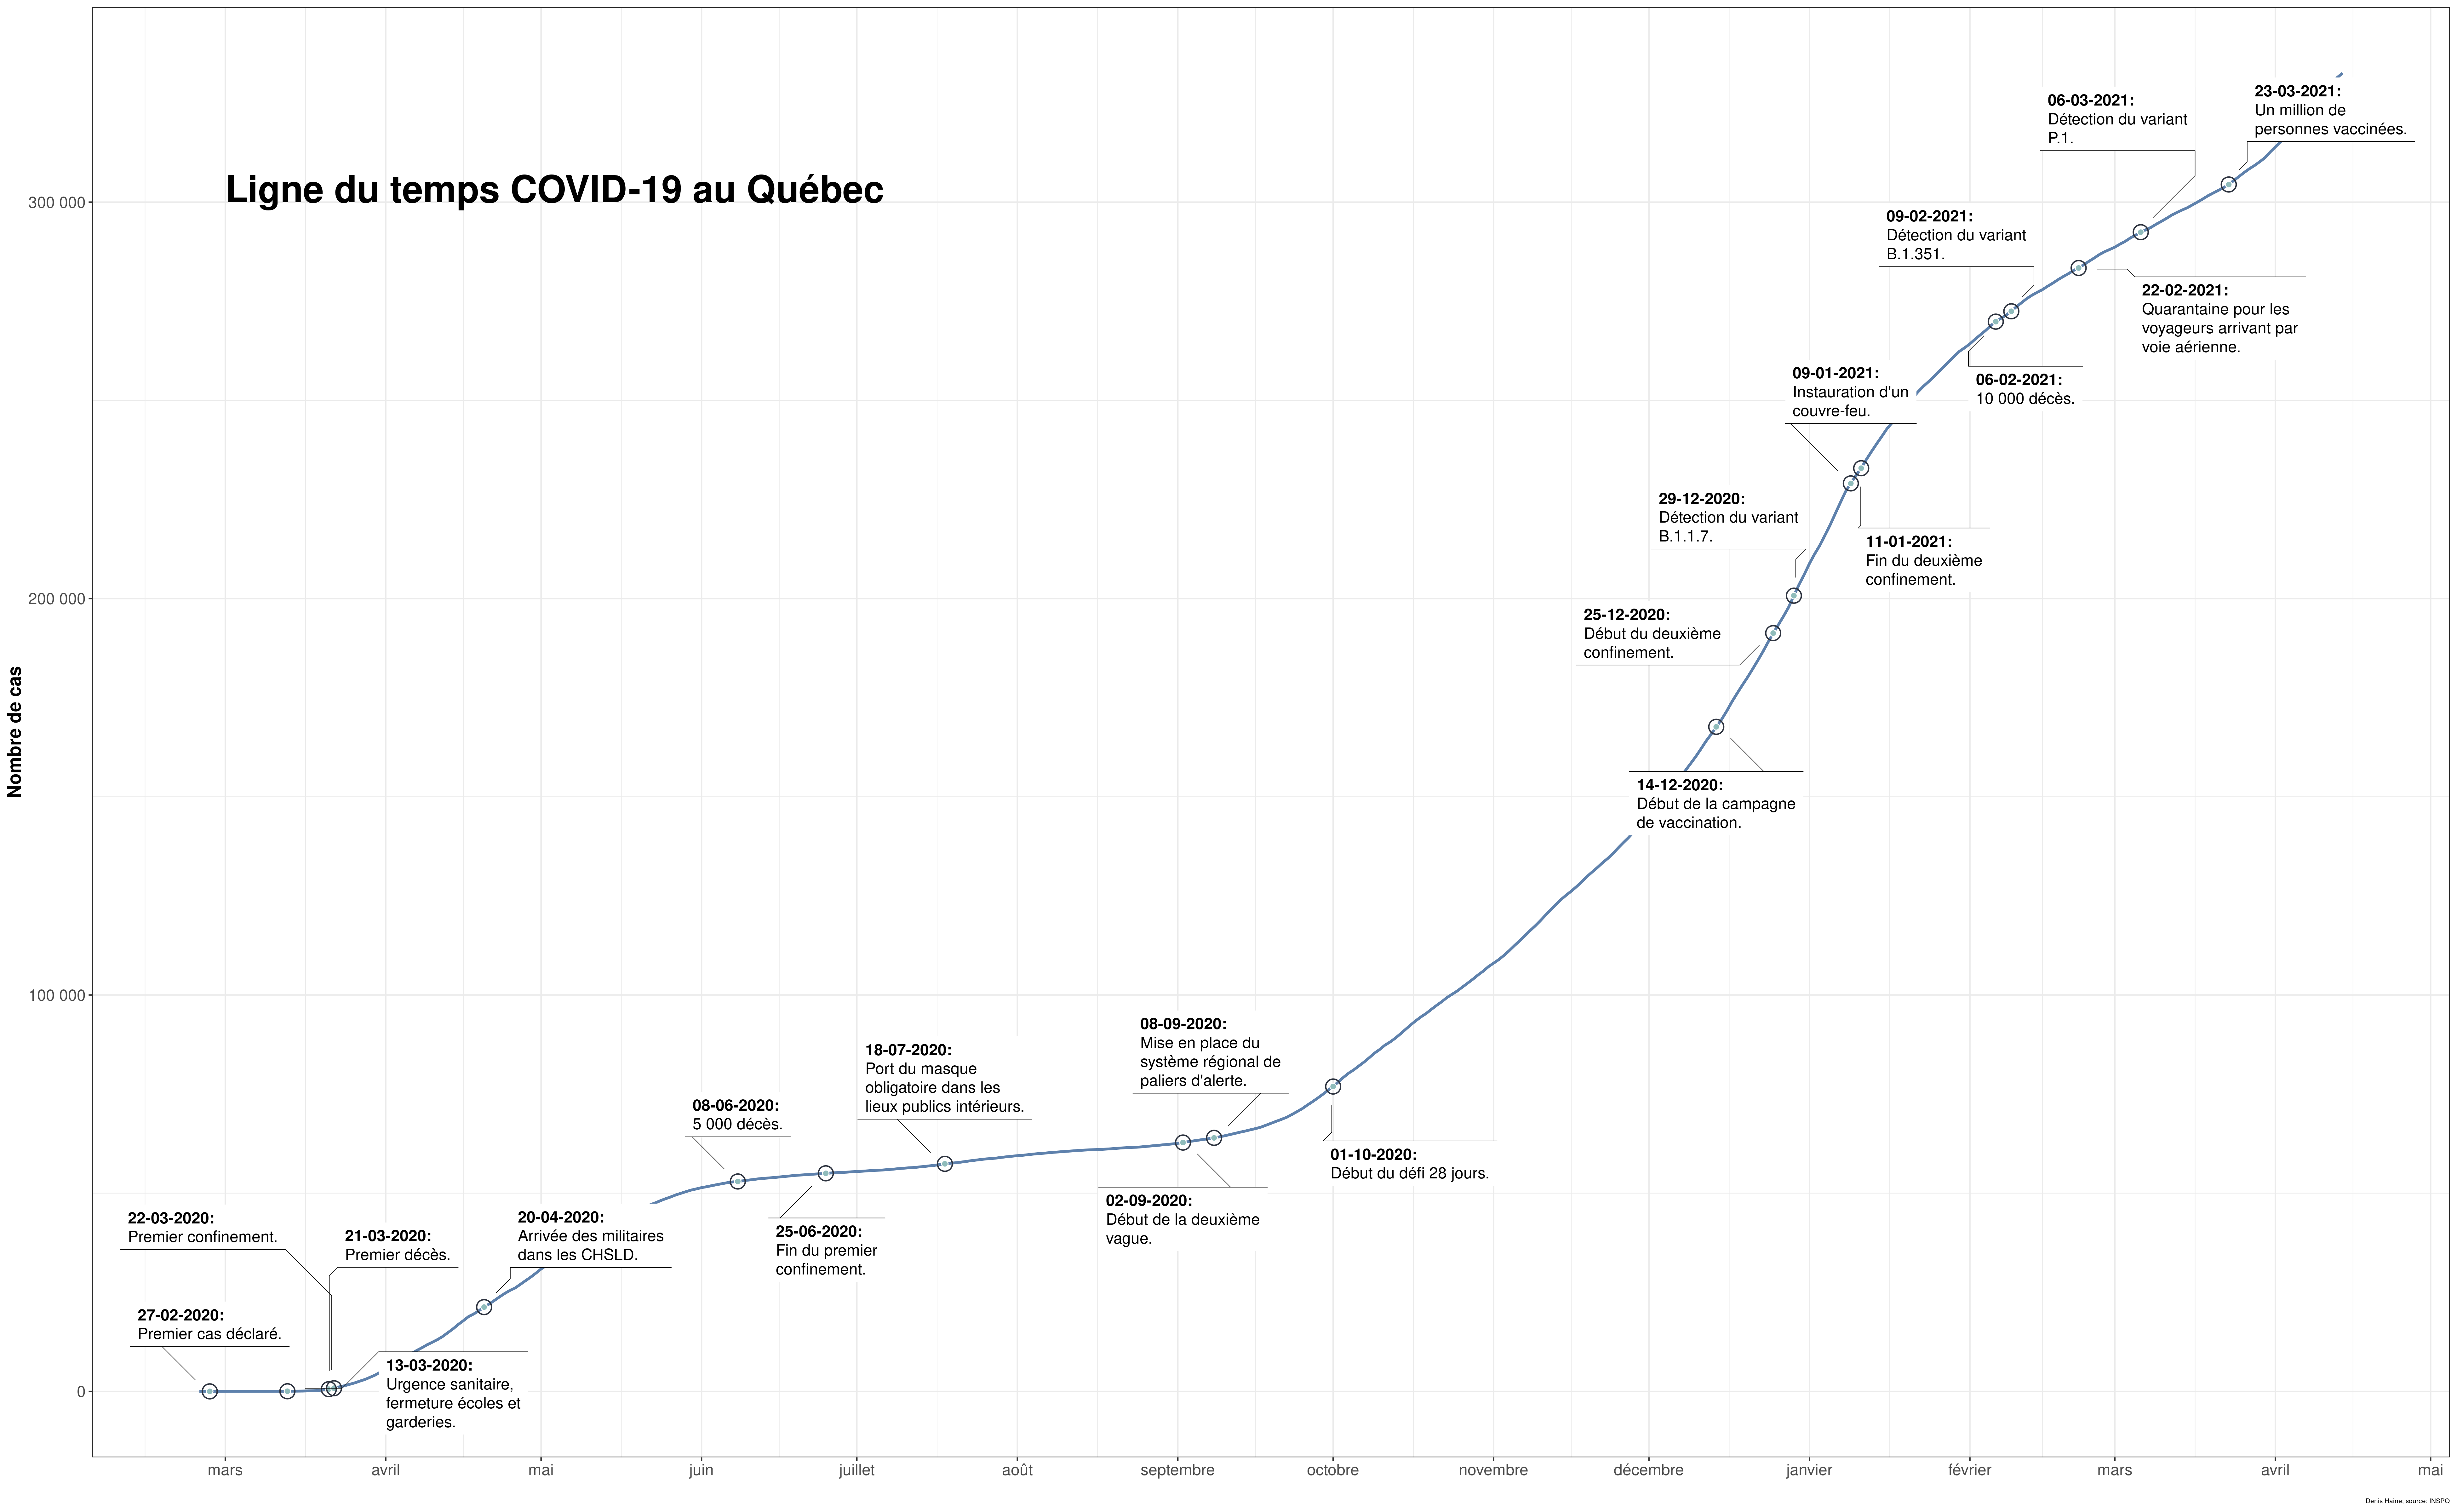 Ligne du temps COVID-19 au Québec
Nombre de cas
300 000
200 000
100 000
0
27-02-2020:
Premier cas déclaré.
22-03-2020:
Premier confinement.
21-03-2020:
Premier décès.
13-03-2020:
Urgence sanitaire,
fermeture écoles et
garderies.
20-04-2020:
Arrivée des militaires
dans les CHSLD.
08-06-2020:
5 000 décès.
25-06-2020:
Fin du premier
confinement.
18-07-2020:
Port du masque
obligatoire dans les
lieux publics intérieurs.
02-09-2020:
Début de la deuxième
vague.
08-09-2020:
Mise en place du
système régional de
paliers d'alerte.
01-10-2020:
Début du défi 28 jours.
14-12-2020:
Début de la campagne
de vaccination.
25-12-2020:
Début du deuxième
confinement.
29-12-2020:
Détection du variant
B.1.1.7.
09-01-2021:
Instauration d'un
couvre-feu.
11-01-2021:
Fin du deuxième
confinement.
06-02-2021:
10 000 décès.
09-02-2021:
Détection du variant
B.1.351.
22-02-2021:
Quarantaine pour les
voyageurs arrivant par
voie aérienne.
06-03-2021:
Détection du variant
P.1.
23-03-2021:
Un million de
personnes vaccinées.
mars avril mai juin juillet août septembre octobre novembre décembre janvier février mars avril mai
Denis Haine; source: INSPQ